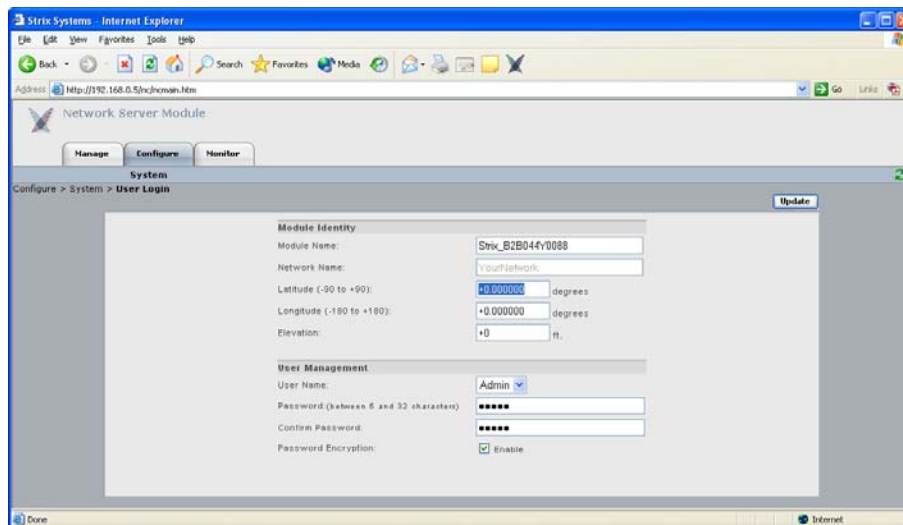 Strix Systems - Internet Explorer
File Edit View Favorites Tools Help
Back Search Favorites Media
Address http://192.168.0.5/nc/ncmain.htm Go Links
Network Server Module
Manage Configure Monitor
System
Configure > System > User Login
Update
Module Identity
Module Name: Strix_B2B044Y0088
Network Name: YourNetwork
Latitude (-90 to +90): +0.000000 degrees
Longitude (-180 to +180): +0.000000 degrees
Elevation: +0 ft.
User Management
User Name: Admin
Password:(between 6 and 32 characters) •••••
Confirm Password: •••••
Password Encryption: Enable
Done Internet